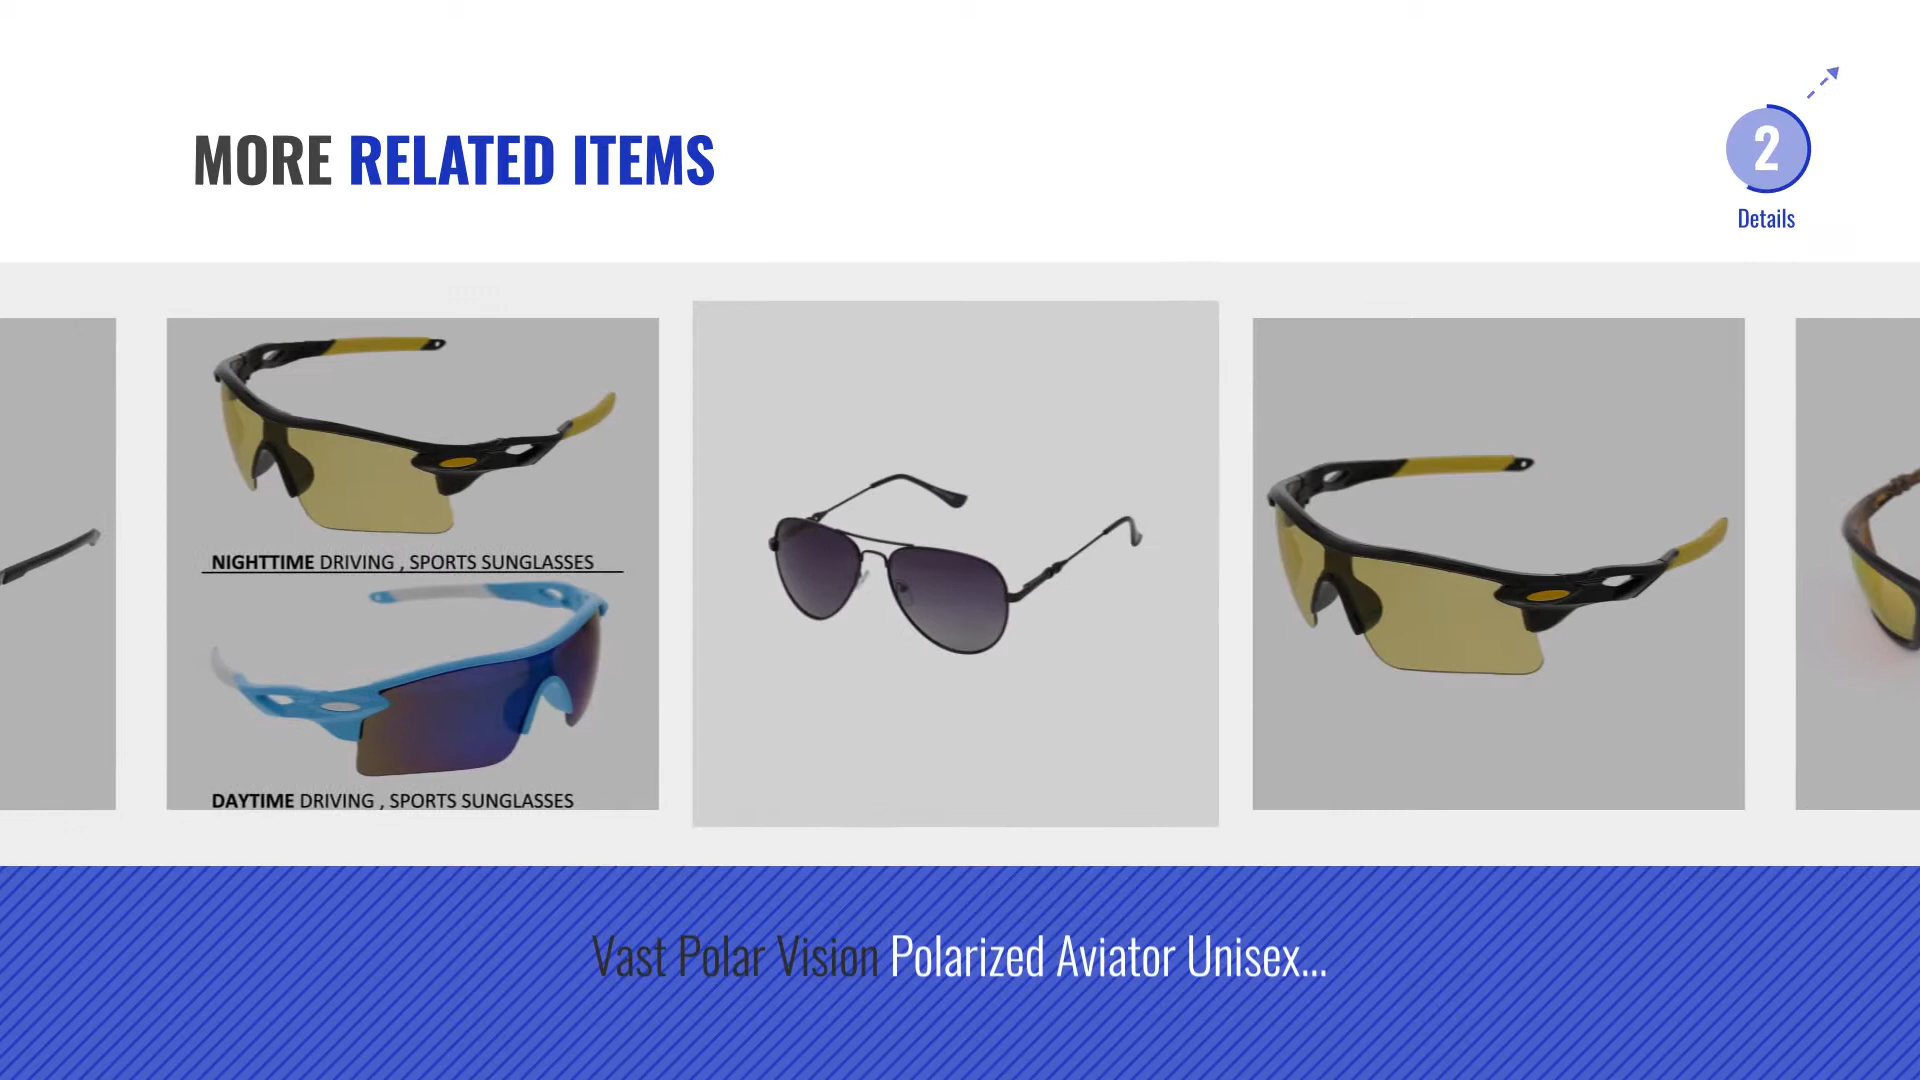 MORE RELATED ITEMS
2
Details
NIGHTTIME DRIVING , SPORTS SUNGLASSES
DAYTIME DRIVING , SPORTS SUNGLASSES
Vast Polar Vision Polarized Aviator Unisex...